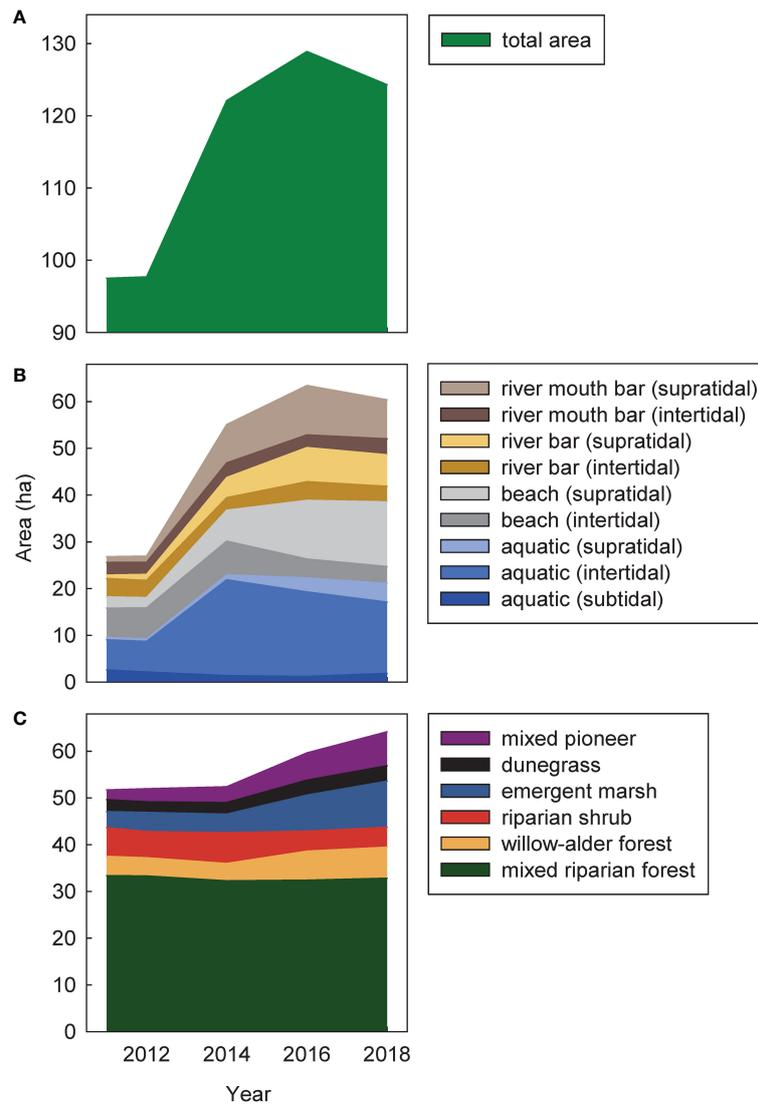 A
130
120
110
100
90
total area
B
60
50
40
30
20
10
0
river mouth bar (supratidal)
river mouth bar (intertidal)
river bar (supratidal)
river bar (intertidal)
beach (supratidal)
beach (intertidal)
aquatic (supratidal)
aquatic (intertidal)
aquatic (subtidal)
Area (ha)
C
60
50
40
30
20
10
0
mixed pioneer
dunegrass
emergent marsh
riparian shrub
willow-alder forest
mixed riparian forest
2012 2014 2016 2018
Year